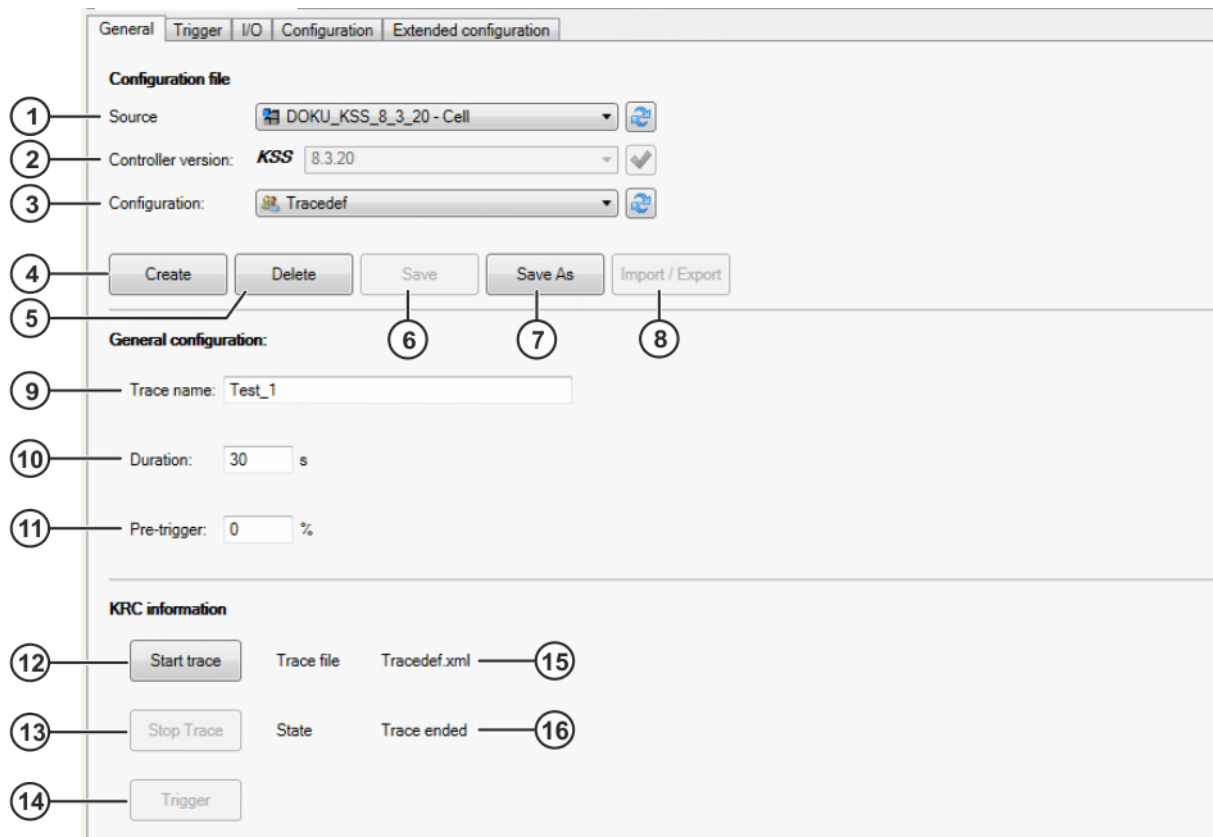 General Trigger I/O Configuration Extended configuration
Configuration file
1 Source DOKU_KSS_8_3_20 - Cell
2 Controller version: KSS 8.3.20
3 Configuration: Tracedef
4 Create Delete Save Save As Import / Export
5 6 7 8
General configuration:
9 Trace name: Test_1
10 Duration: 30 s
11 Pre-trigger: 0 %
KRC information
12 Start trace Trace file Tracedef.xml 15
13 Stop Trace State Trace ended 16
14 Trigger